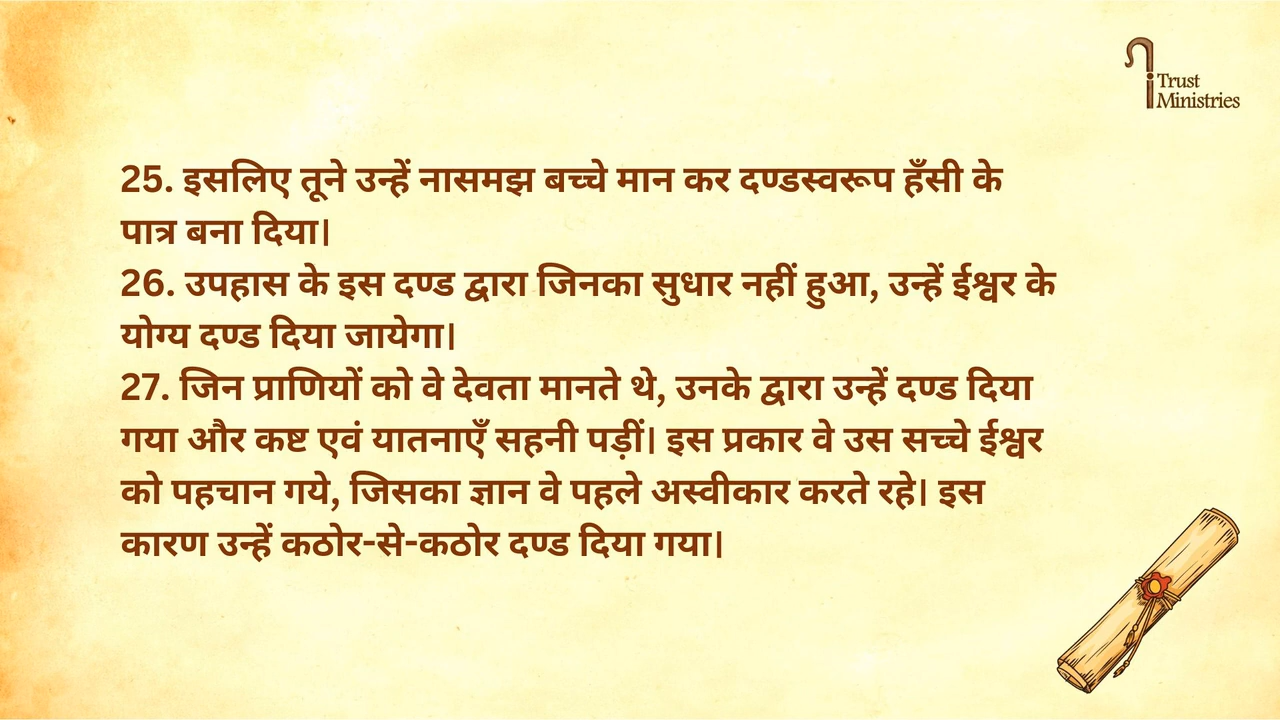 Trust
Ministries
25. इसलिए तूने उन्हें नासमझ बच्चे मान कर दण्डस्वरूप हँसी के
पात्र बना दिया।
26. उपहास के इस दण्ड द्वारा जिनका सुधार नहीं हुआ, उन्हें ईश्वर के
योग्य दण्ड दिया जायेगा।
27. जिन प्राणियों को वे देवता मानते थे, उनके द्वारा उन्हें दण्ड दिया
गया और कष्ट एवं यातनाएँ सहनी पड़ीं। इस प्रकार वे उस सच्चे ईश्वर
को पहचान गये, जिसका ज्ञान वे पहले अस्वीकार करते रहे। इस
कारण उन्हें कठोर-से-कठोर दण्ड दिया गया।